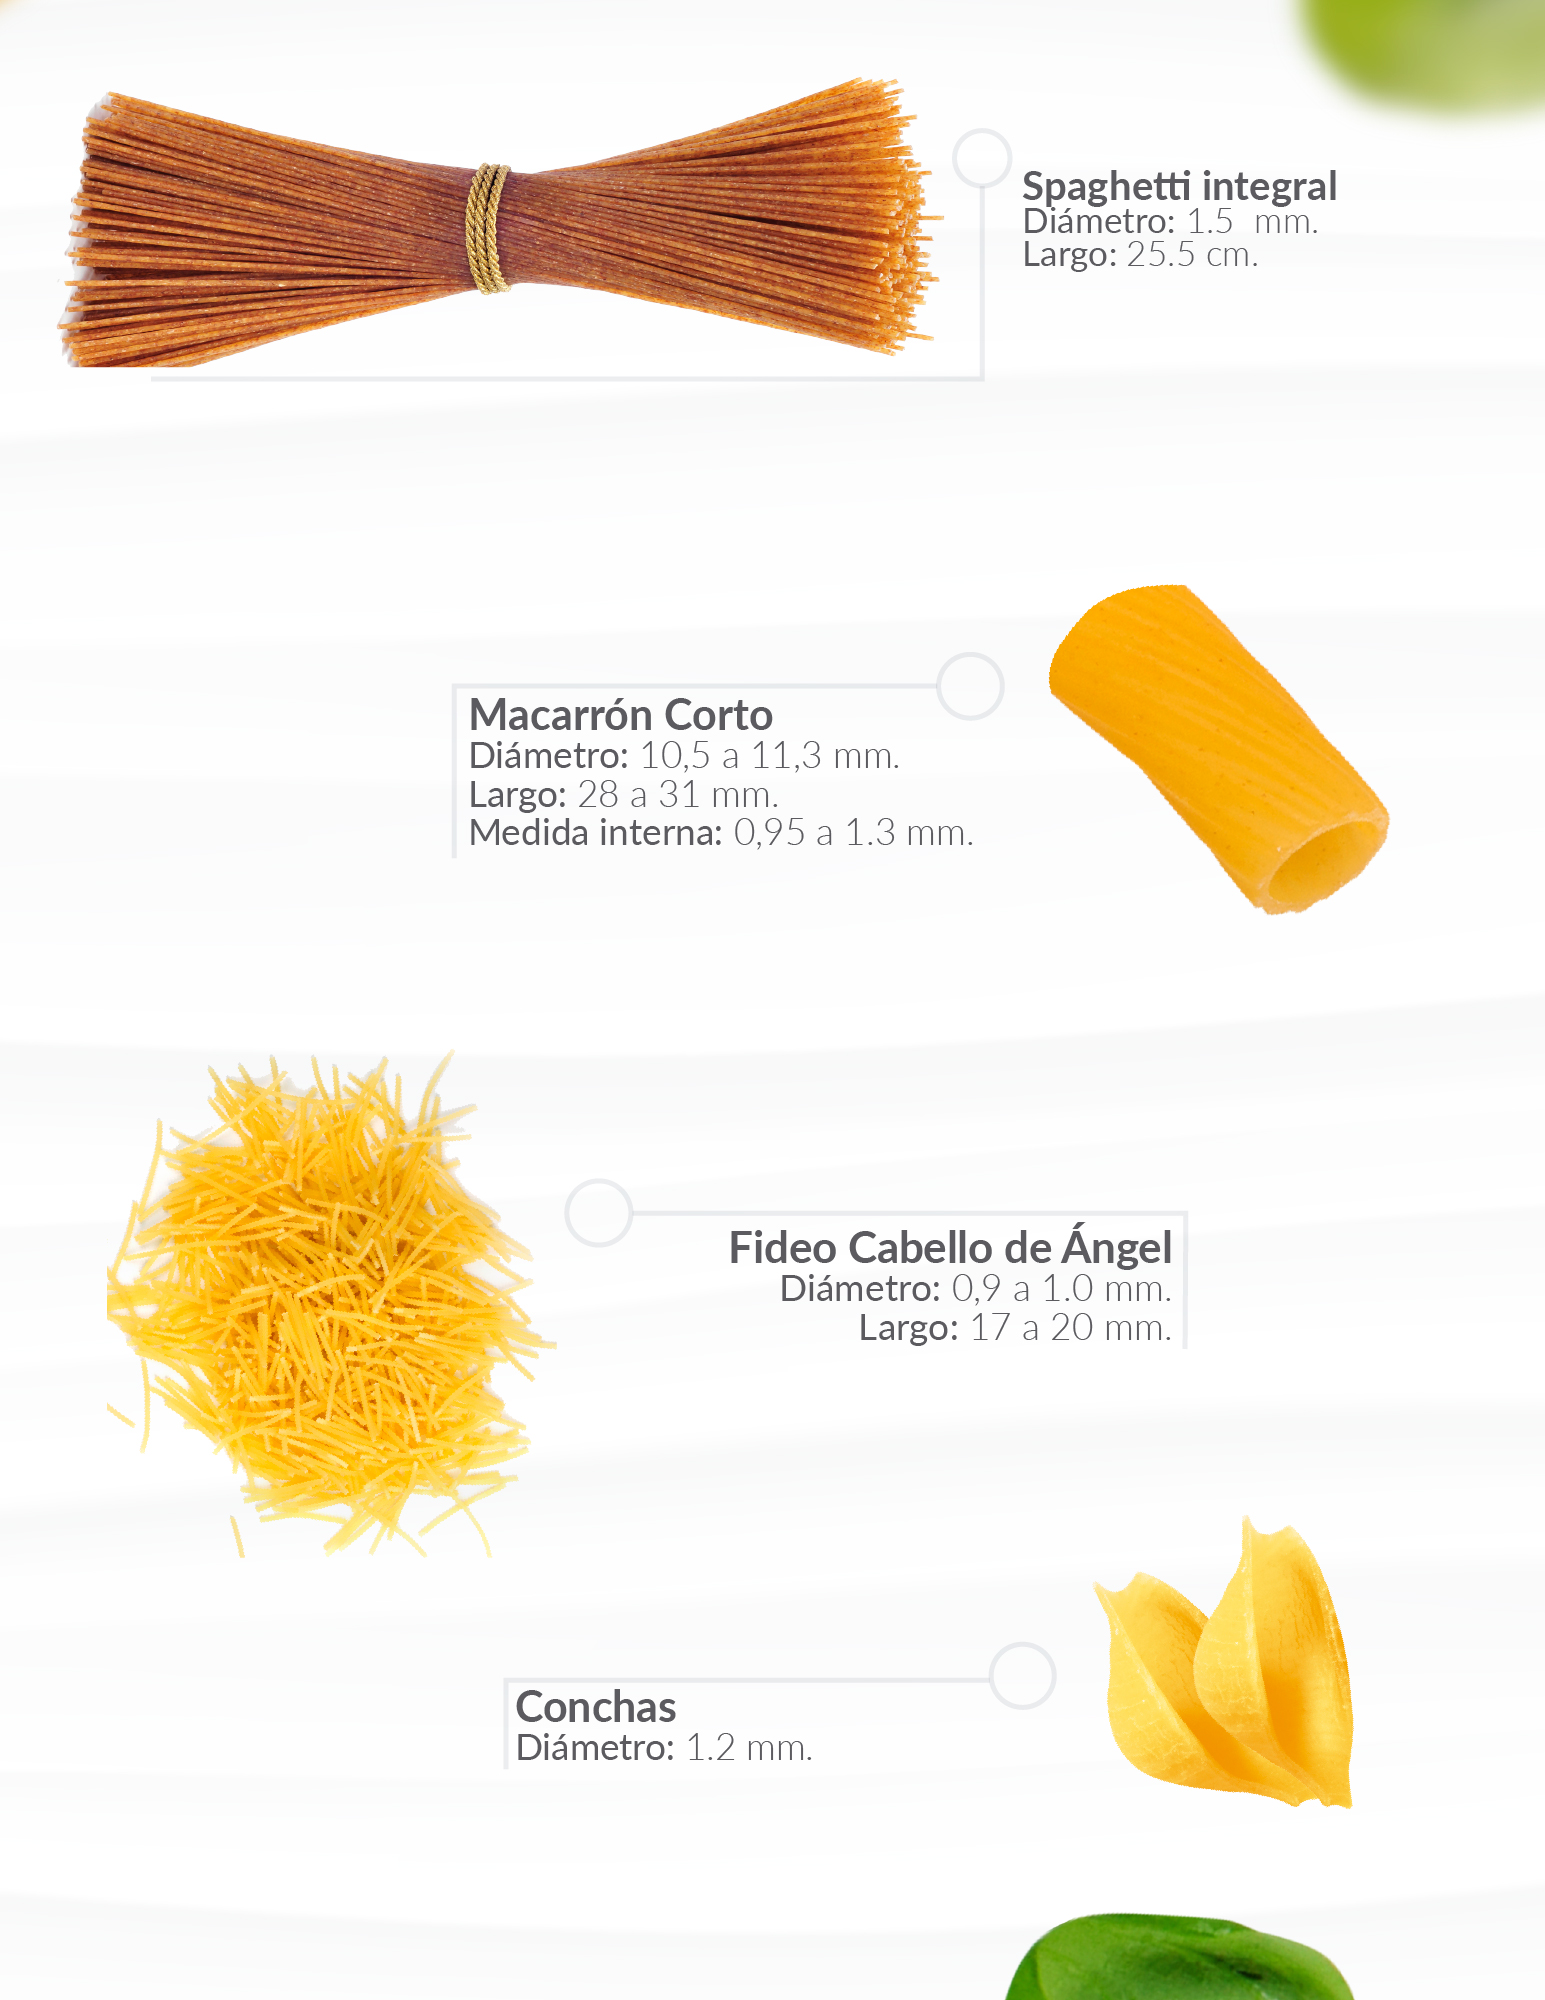 Spaghetti integral
Diámetro: 1.5  mm.
Largo: 25.5 cm.
Macarrón Corto
Diámetro: 10,5 a 11,3 mm.
Largo: 28 a 31 mm.
Medida interna: 0,95 a 1.3 mm.
Fideo Cabello de Ángel
Diámetro: 0,9 a 1.0 mm.
Largo: 17 a 20 mm.
Conchas
Diámetro: 1.2 mm.